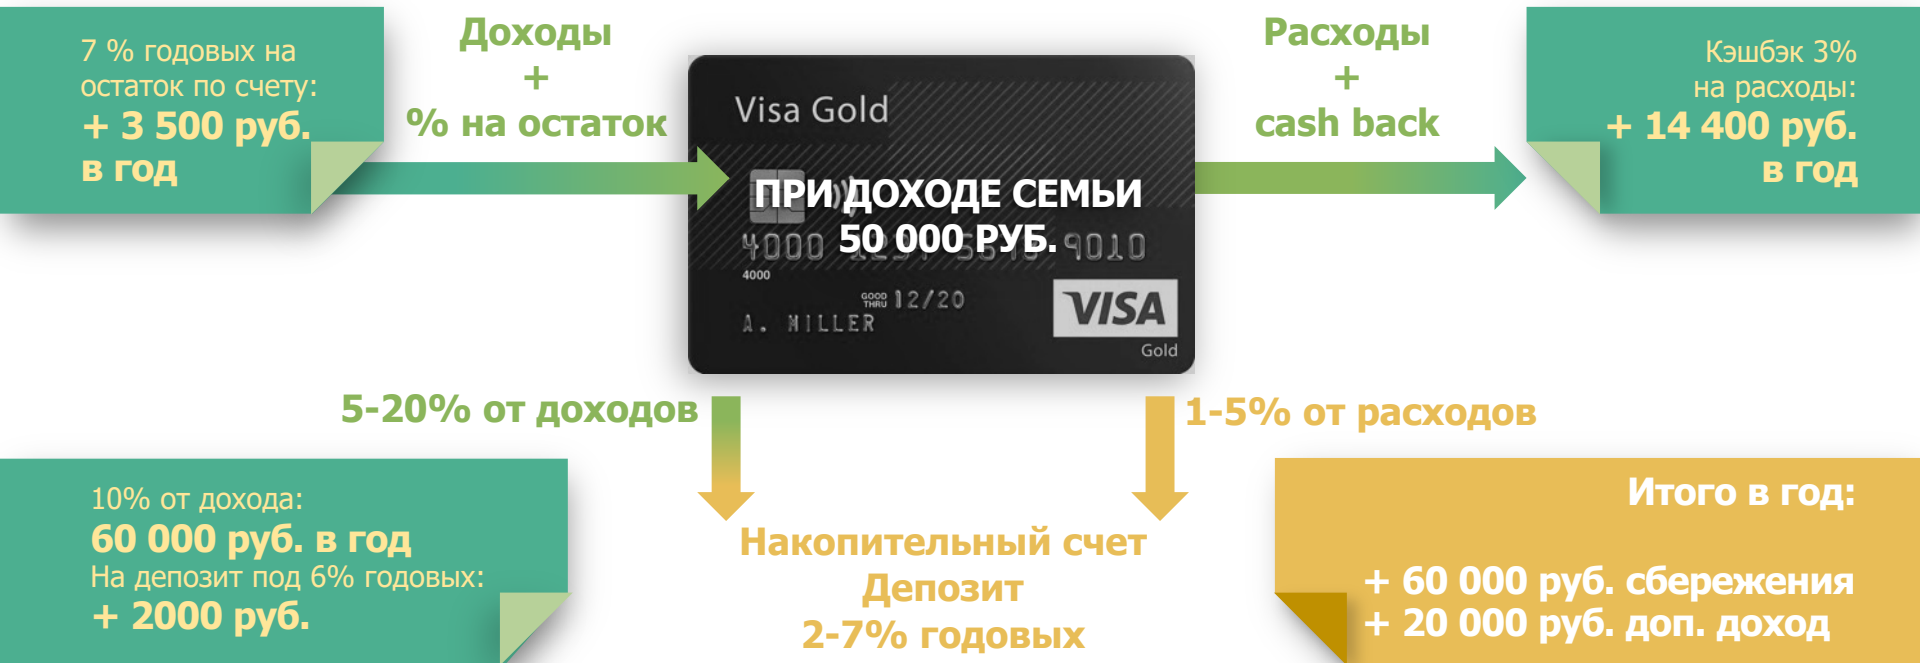 7 % годовых на
остаток по счету:
+ 3 500 руб.
в год
Доходы
+
% на остаток
Visa Gold
ПРИ ДОХОДЕ СЕМЬИ
50 000 РУБ.
4000 9010
4000
GOOD
THRU 12/20
A. MILLER
VISA
Gold
Расходы
+
cash back
Кэшбэк 3%
на расходы:
+ 14 400 руб.
в год
5-20% от доходов
1-5% от расходов
10% от дохода:
60 000 руб. в год
На депозит под 6% годовых:
+ 2000 руб.
Накопительный счет
Депозит
2-7% годовых
Итого в год:
+ 60 000 руб. сбережения
+ 20 000 руб. доп. доход